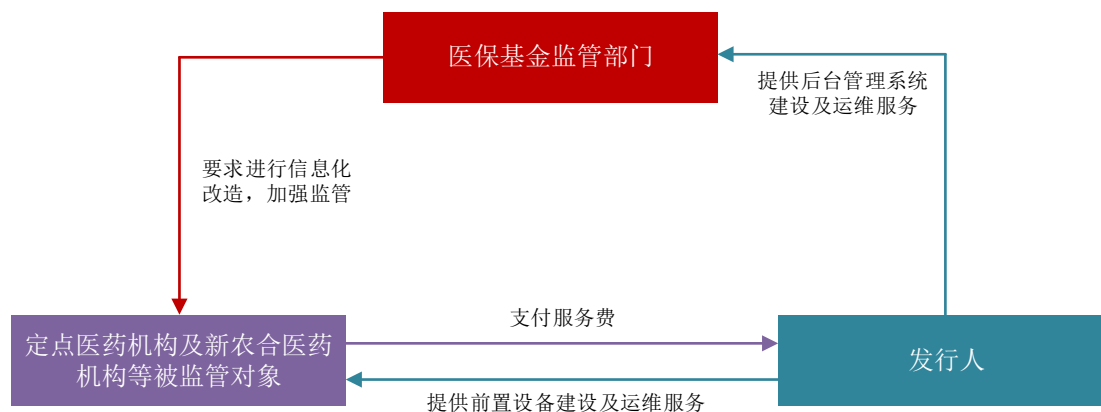 医保基金监管部门
提供后台管理系统
建设及运维服务
要求进行信息化
改造，加强监管
支付服务费
定点医药机构及新农合医药
机构等被监管对象
发行人
提供前置设备建设及运维服务